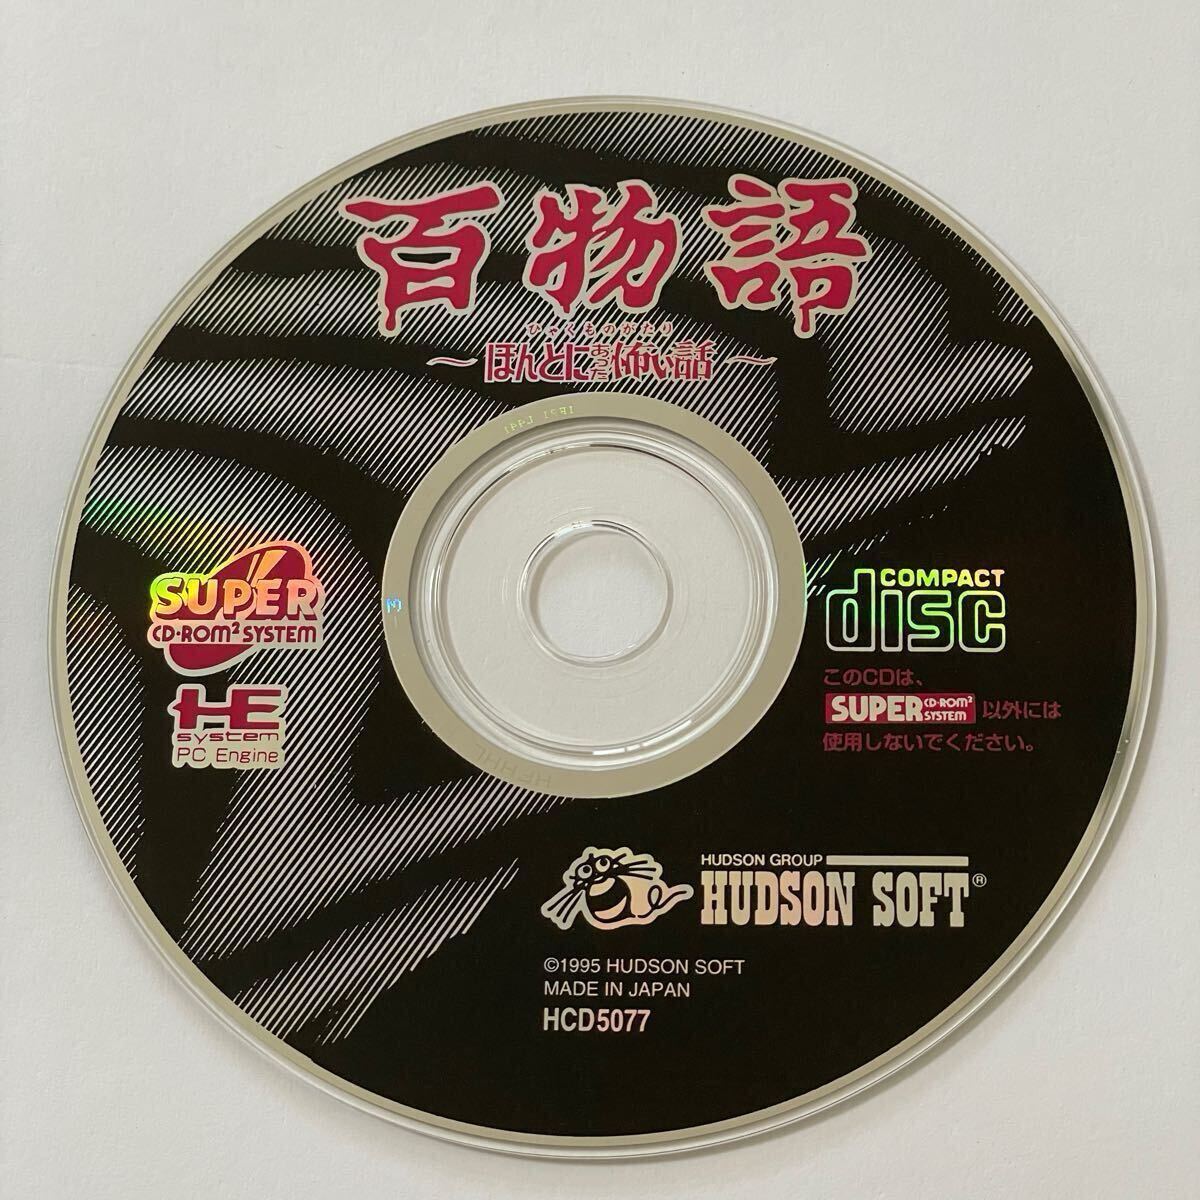 百物語
ひゃくものがたり
～ほんとにあった怖い話～
SUPER
CD-ROM² SYSTEM
HE
system
PC Engine
COMPACT
disc
このCDは、
SUPER CD-ROM² SYSTEM 以外には
使用しないでください。
HUDSON GROUP
HUDSON SOFT®
©1995 HUDSON SOFT
MADE IN JAPAN
HCD5077